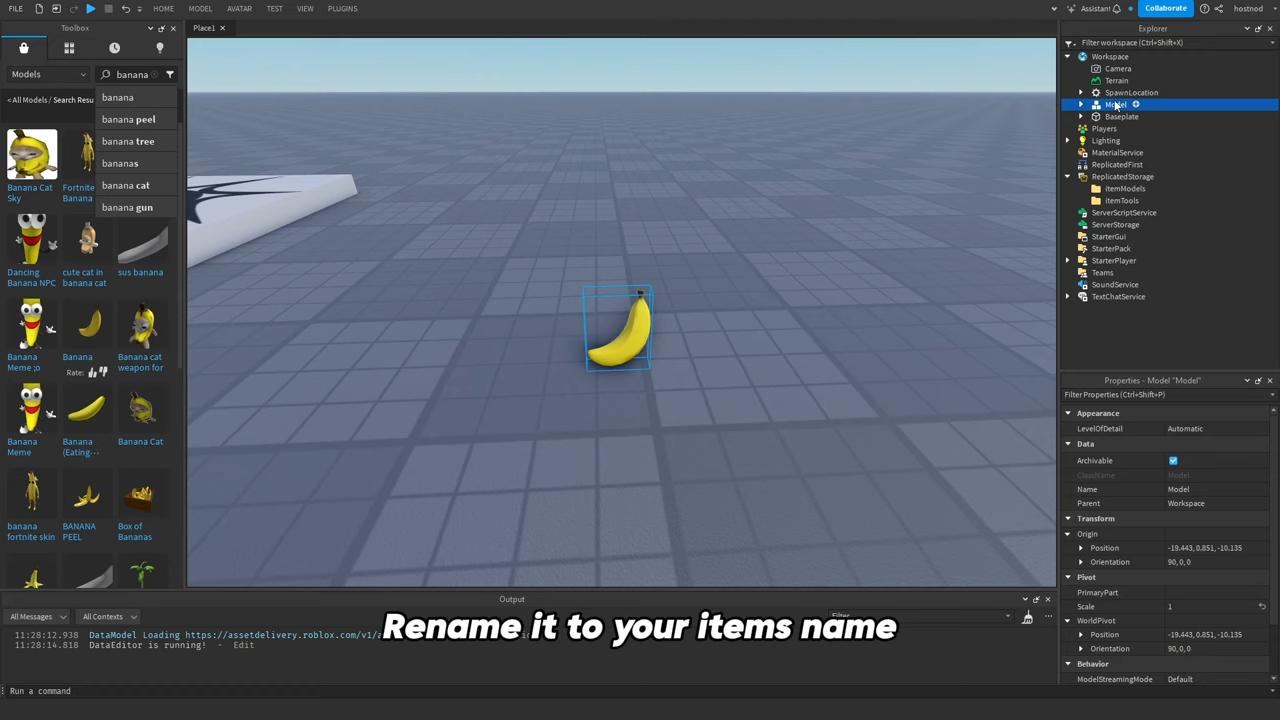 FILE
HOME
MODEL
AVATAR
TEST
VIEW
PLUGINS
Assistant
Collaborate
hostnod
Toolbox
Place1
Models
banana
< All Models / Search Resu
banana
banana peel
banana tree
bananas
banana cat
banana gun
Banana Cat
Sky
Fortnite
Banana
Dancing
Banana NPC
cute cat in
banana cat
sus banana
Banana
Meme ;o
Banana
Rate:
Banana cat
weapon for
Banana
Meme
Banana
(Eating···
Banana Cat
banana
fortnite skin
BANANA
PEEL
Box of
Bananas
Explorer
Filter workspace (Ctrl+Shift+X)
Workspace
Camera
Terrain
SpawnLocation
Model
Baseplate
Players
Lighting
MaterialService
ReplicatedFirst
ReplicatedStorage
itemModels
itemTools
ServerScriptService
ServerStorage
StarterGui
StarterPack
StarterPlayer
Teams
SoundService
TextChatService
Properties - Model "Model"
Filter Properties (Ctrl+Shift+P)
Appearance
LevelOfDetail Automatic
Data
Archivable
ClassName Model
Name Model
Parent Workspace
Transform
Origin
Position -19.443, 0.851, -10.135
Orientation 90, 0, 0
Pivot
PrimaryPart
Scale 1
WorldPivot
Position -19.443, 0.851, -10.135
Orientation 90, 0, 0
Behavior
ModelStreamingMode Default
Output
All Messages
All Contexts
Filter...
11:28:12.938 DataModel Loading https://assetdelivery.roblox.com/v1/a
11:28:14.818 DataEditor is running! - Edit
Rename it to your items name
Run a command